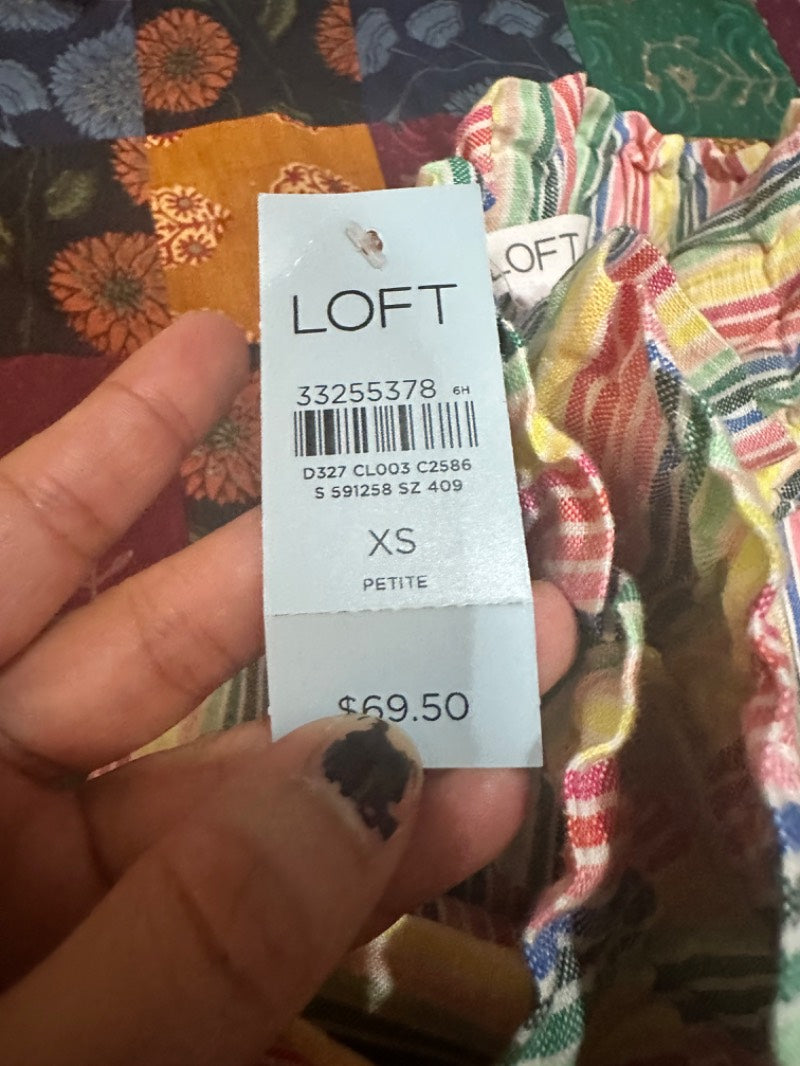 LOFT
LOFT
33255378 6H
D327 CL003 C2586
S 591258 SZ 409
XS
PETITE
$69.50